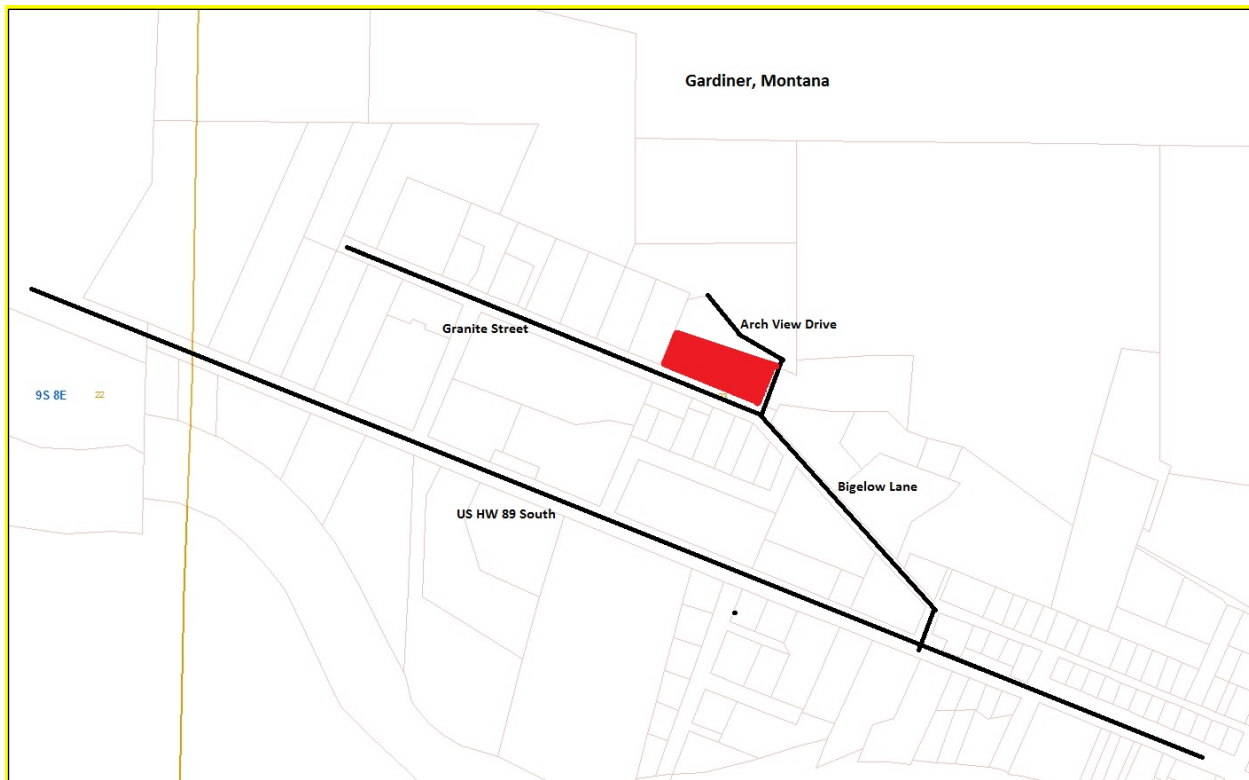 Gardiner, Montana
Arch View Drive
Granite Street
9S 8E
22
Bigelow Lane
US HW 89 South